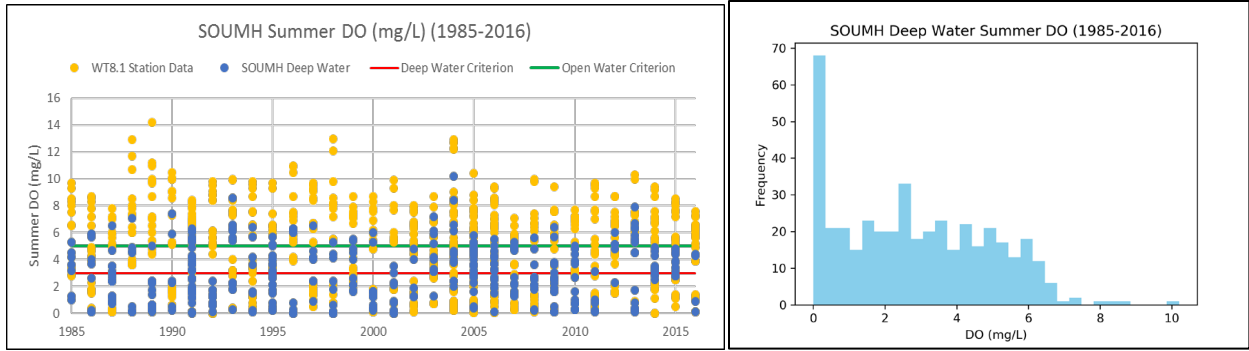 SOUMH Summer DO (mg/L) (1985-2016)
WT8.1 Station Data
SOUMH Deep Water
Deep Water Criterion
Open Water Criterion
Summer DO (mg/L)
16
14
12
10
8
6
4
2
0
1985 1990 1995 2000 2005 2010 2015
SOUMH Deep Water Summer DO (1985-2016)
Frequency
70
60
50
40
30
20
10
0
0 2 4 6 8 10
DO (mg/L)